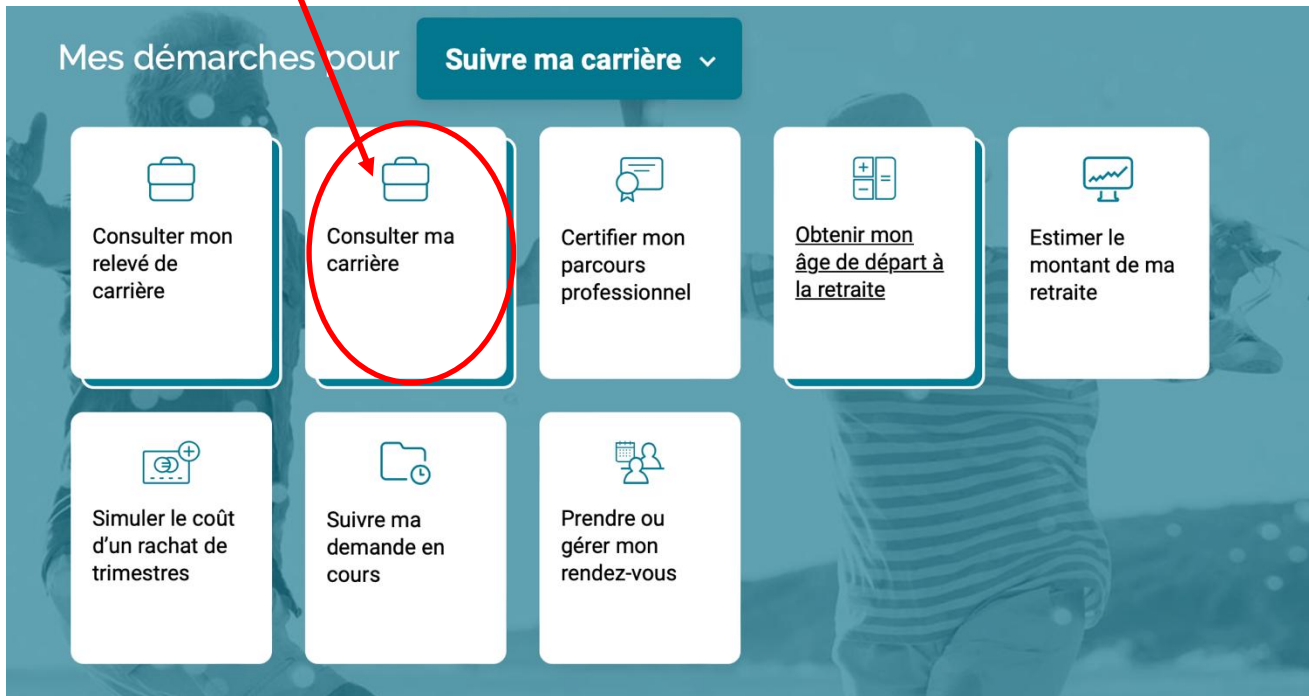 Mes démarches pour
Suivre ma carrière
Consulter mon
relevé de
carrière
Consulter ma
carrière
Certifier mon
parcours
professionnel
Obtenir mon
âge de départ à
la retraite
Estimer le
montant de ma
retraite
Simuler le coût
d’un rachat de
trimestres
Suivre ma
demande en
cours
Prendre ou
gérer mon
rendez-vous